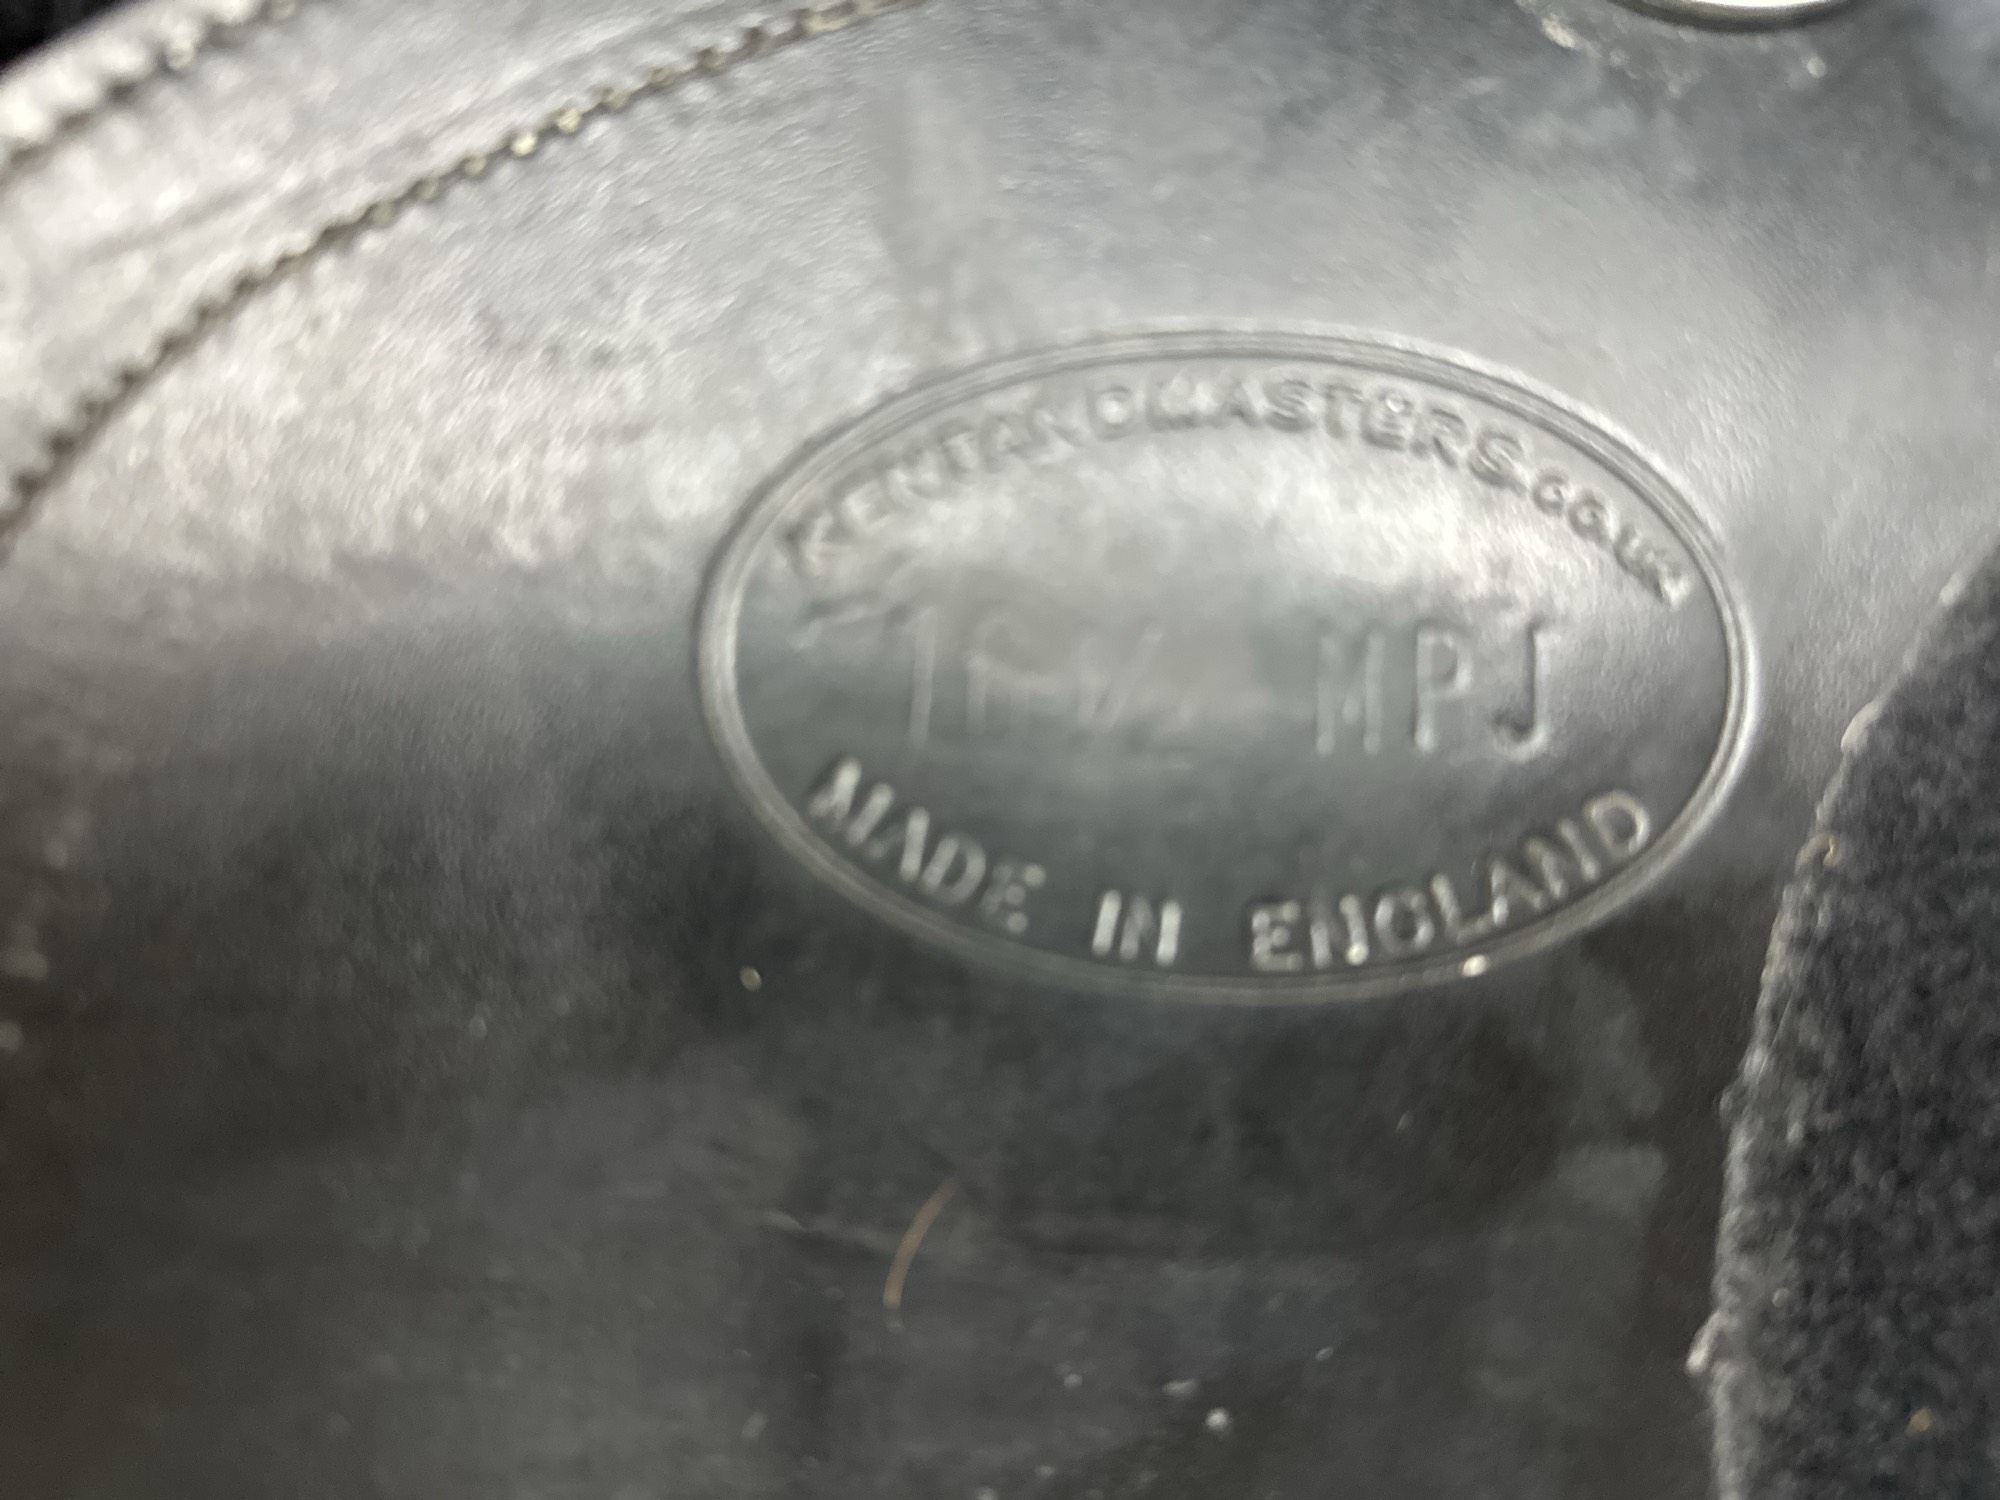 KENTANDMASTERS.CO.UK
16½ MPJ
MADE IN ENGLAND